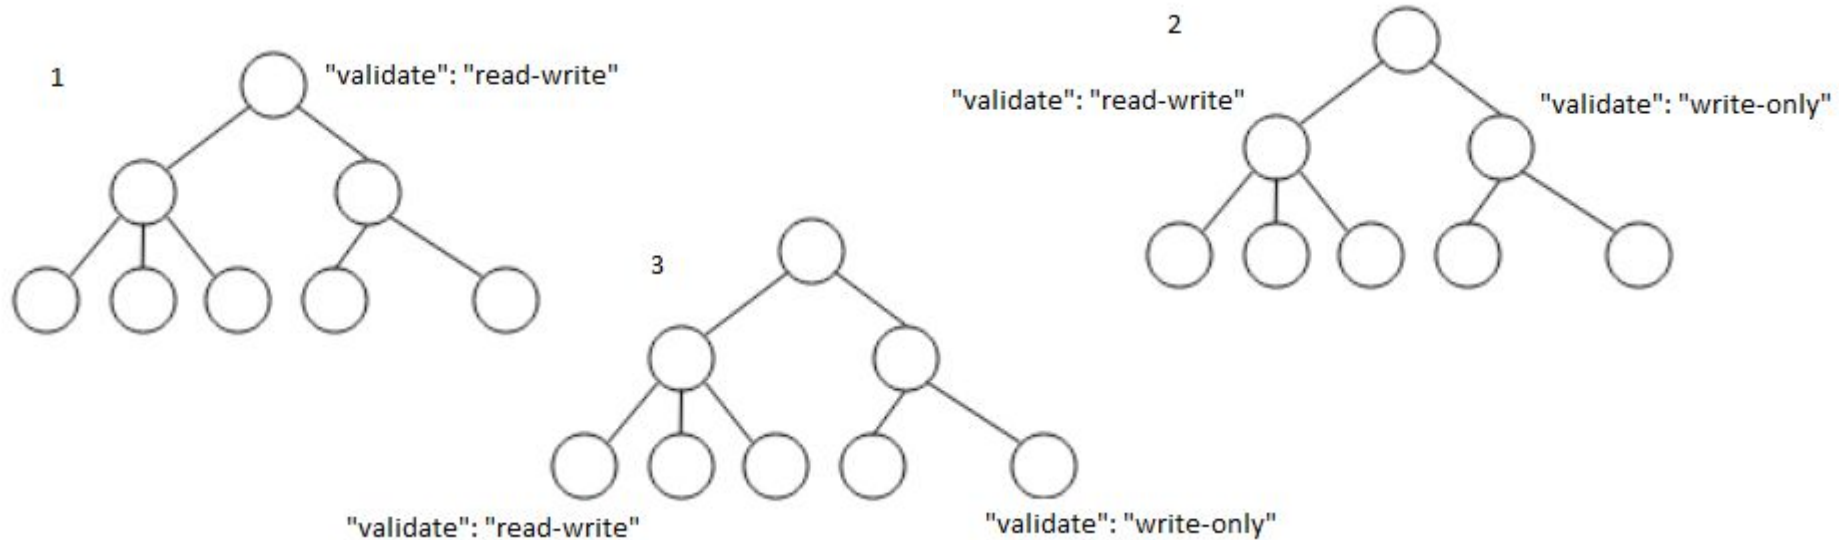 1
"validate": "read-write"
2
"validate": "read-write"
"validate": "write-only"
3
"validate": "read-write"
"validate": "write-only"